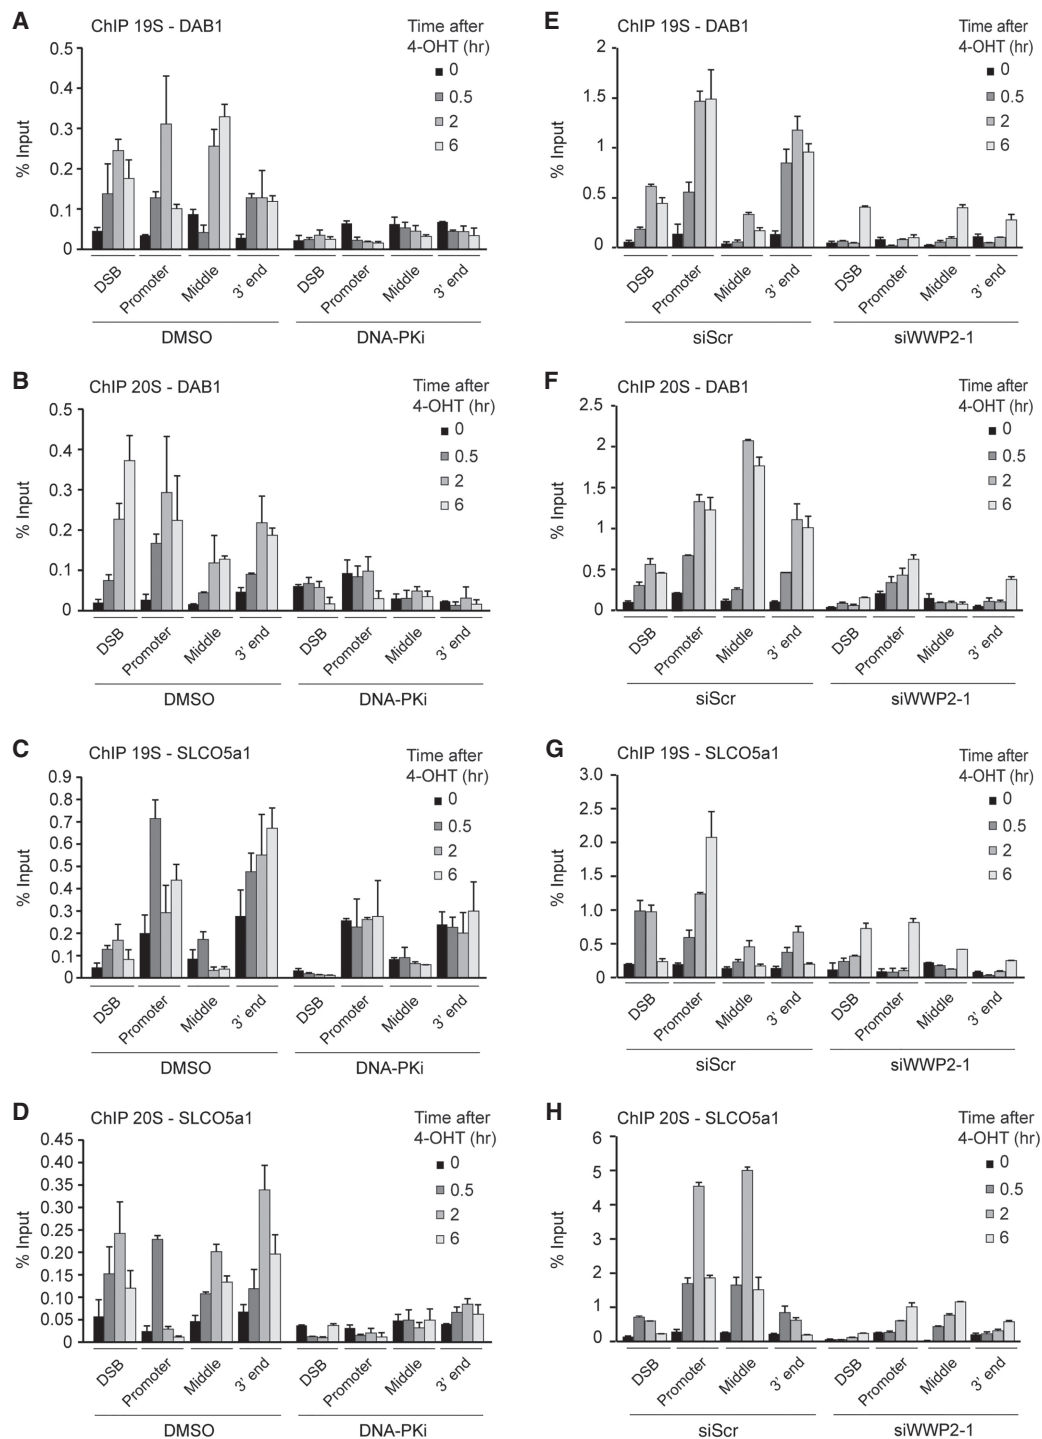 A
ChIP 19S - DAB1
Time after
4-OHT (hr)
0
0.5
2
6
% Input
0.5
0.4
0.3
0.2
0.1
0
DSB
Promoter
Middle
3' end
DSB
Promoter
Middle
3' end
DMSO
DNA-PKi
B
ChIP 20S - DAB1
Time after
4-OHT (hr)
0
0.5
2
6
% Input
0.5
0.4
0.3
0.2
0.1
0
DSB
Promoter
Middle
3' end
DSB
Promoter
Middle
3' end
DMSO
DNA-PKi
C
ChIP 19S - SLCO5a1
Time after
4-OHT (hr)
0
0.5
2
6
% Input
0.9
0.8
0.7
0.6
0.5
0.3
0.2
0.1
0
DSB
Promoter
Middle
3' end
DSB
Promoter
Middle
3' end
DMSO
DNA-PKi
D
ChIP 20S - SLCO5a1
Time after
4-OHT (hr)
0
0.5
2
6
% Input
0.45
0.40
0.35
0.30
0.25
0.20
0.15
0.10
0.05
0
DSB
Promoter
Middle
3' end
DSB
Promoter
Middle
3' end
DMSO
DNA-PKi
E
ChIP 19S - DAB1
Time after
4-OHT (hr)
0
0.5
2
6
% Input
2
1.5
1
0.5
0
DSB
Promoter
Middle
3' end
DSB
Promoter
Middle
3' end
siScr
siWWP2-1
F
ChIP 20S - DAB1
Time after
4-OHT (hr)
0
0.5
2
6
% Input
2.5
2
1.5
1
0.5
0
DSB
Promoter
Middle
3' end
DSB
Promoter
Middle
3' end
siScr
siWWP2-1
G
ChIP 19S - SLCO5a1
Time after
4-OHT (hr)
0
0.5
2
6
% Input
3.0
2.5
2.0
1.5
1.0
0.5
0
DSB
Promoter
Middle
3' end
DSB
Promoter
Middle
3' end
siScr
siWWP2-1
H
ChIP 20S - SLCO5a1
Time after
4-OHT (hr)
0
0.5
2
6
% Input
6
5
4
3
2
1
0
DSB
Promoter
Middle
3' end
DSB
Promoter
Middle
3' end
siScr
siWWP2-1